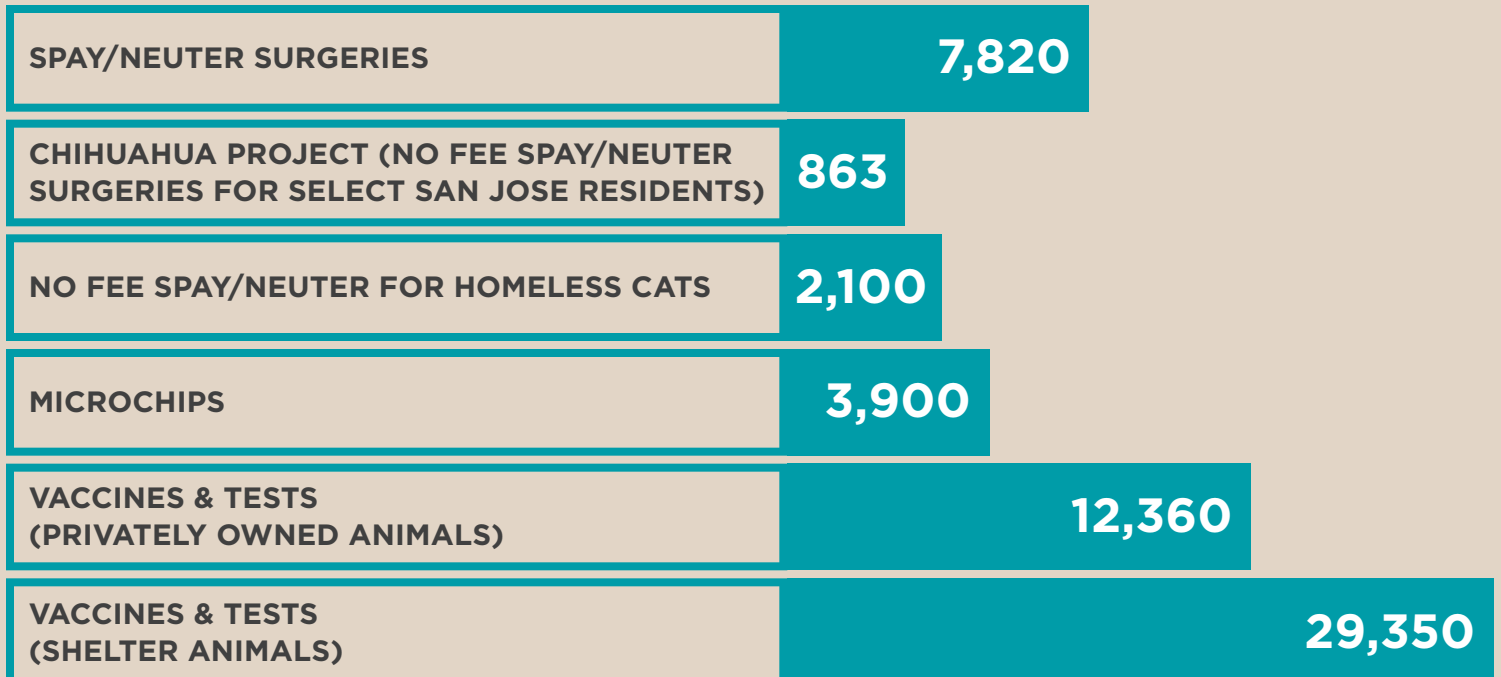 SPAY/NEUTER SURGERIES
7,820
CHIHUAHUA PROJECT (NO FEE SPAY/NEUTER
SURGERIES FOR SELECT SAN JOSE RESIDENTS)
863
NO FEE SPAY/NEUTER FOR HOMELESS CATS
2,100
MICROCHIPS
3,900
VACCINES & TESTS
(PRIVATELY OWNED ANIMALS)
12,360
VACCINES & TESTS
(SHELTER ANIMALS)
29,350